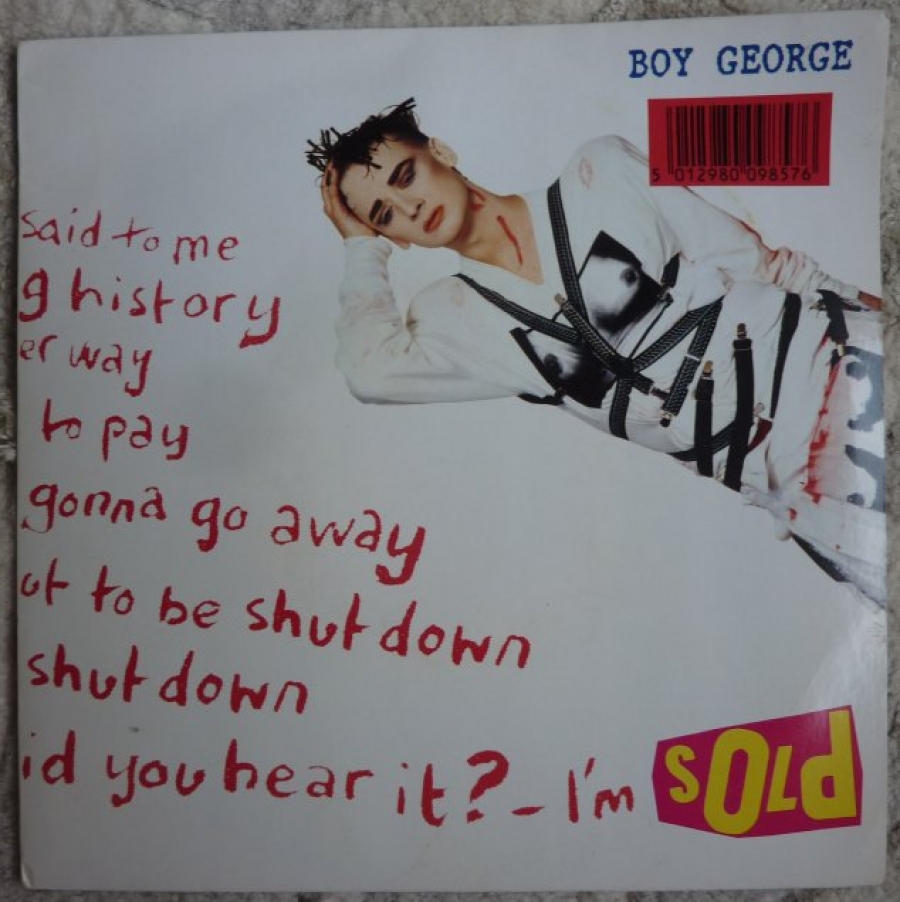 BOY GEORGE
5 012980 098576
said to me
g history
er way
to pay
gonna go away
ut to be shut down
shut down
id you hear it? - I'm SOLd